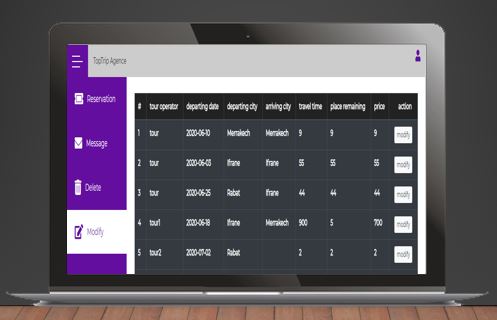 TopTrip Agence
Reservation
Message
Delete
Modify
# tour operator departing date departing city arriving city travel time place remaining price action
1 tour 2020-06-10 Merrakech Merrakech 9 9 9 modify
2 tour 2020-06-03 Ifrane Ifrane 55 55 55 modify
3 tour 2020-06-25 Rabat Ifrane 44 44 44 modify
4 tour1 2020-06-18 Ifrane Merrakech 900 5 700 modify
5 tour2 2020-07-02 Rabat 2 2 2 modify